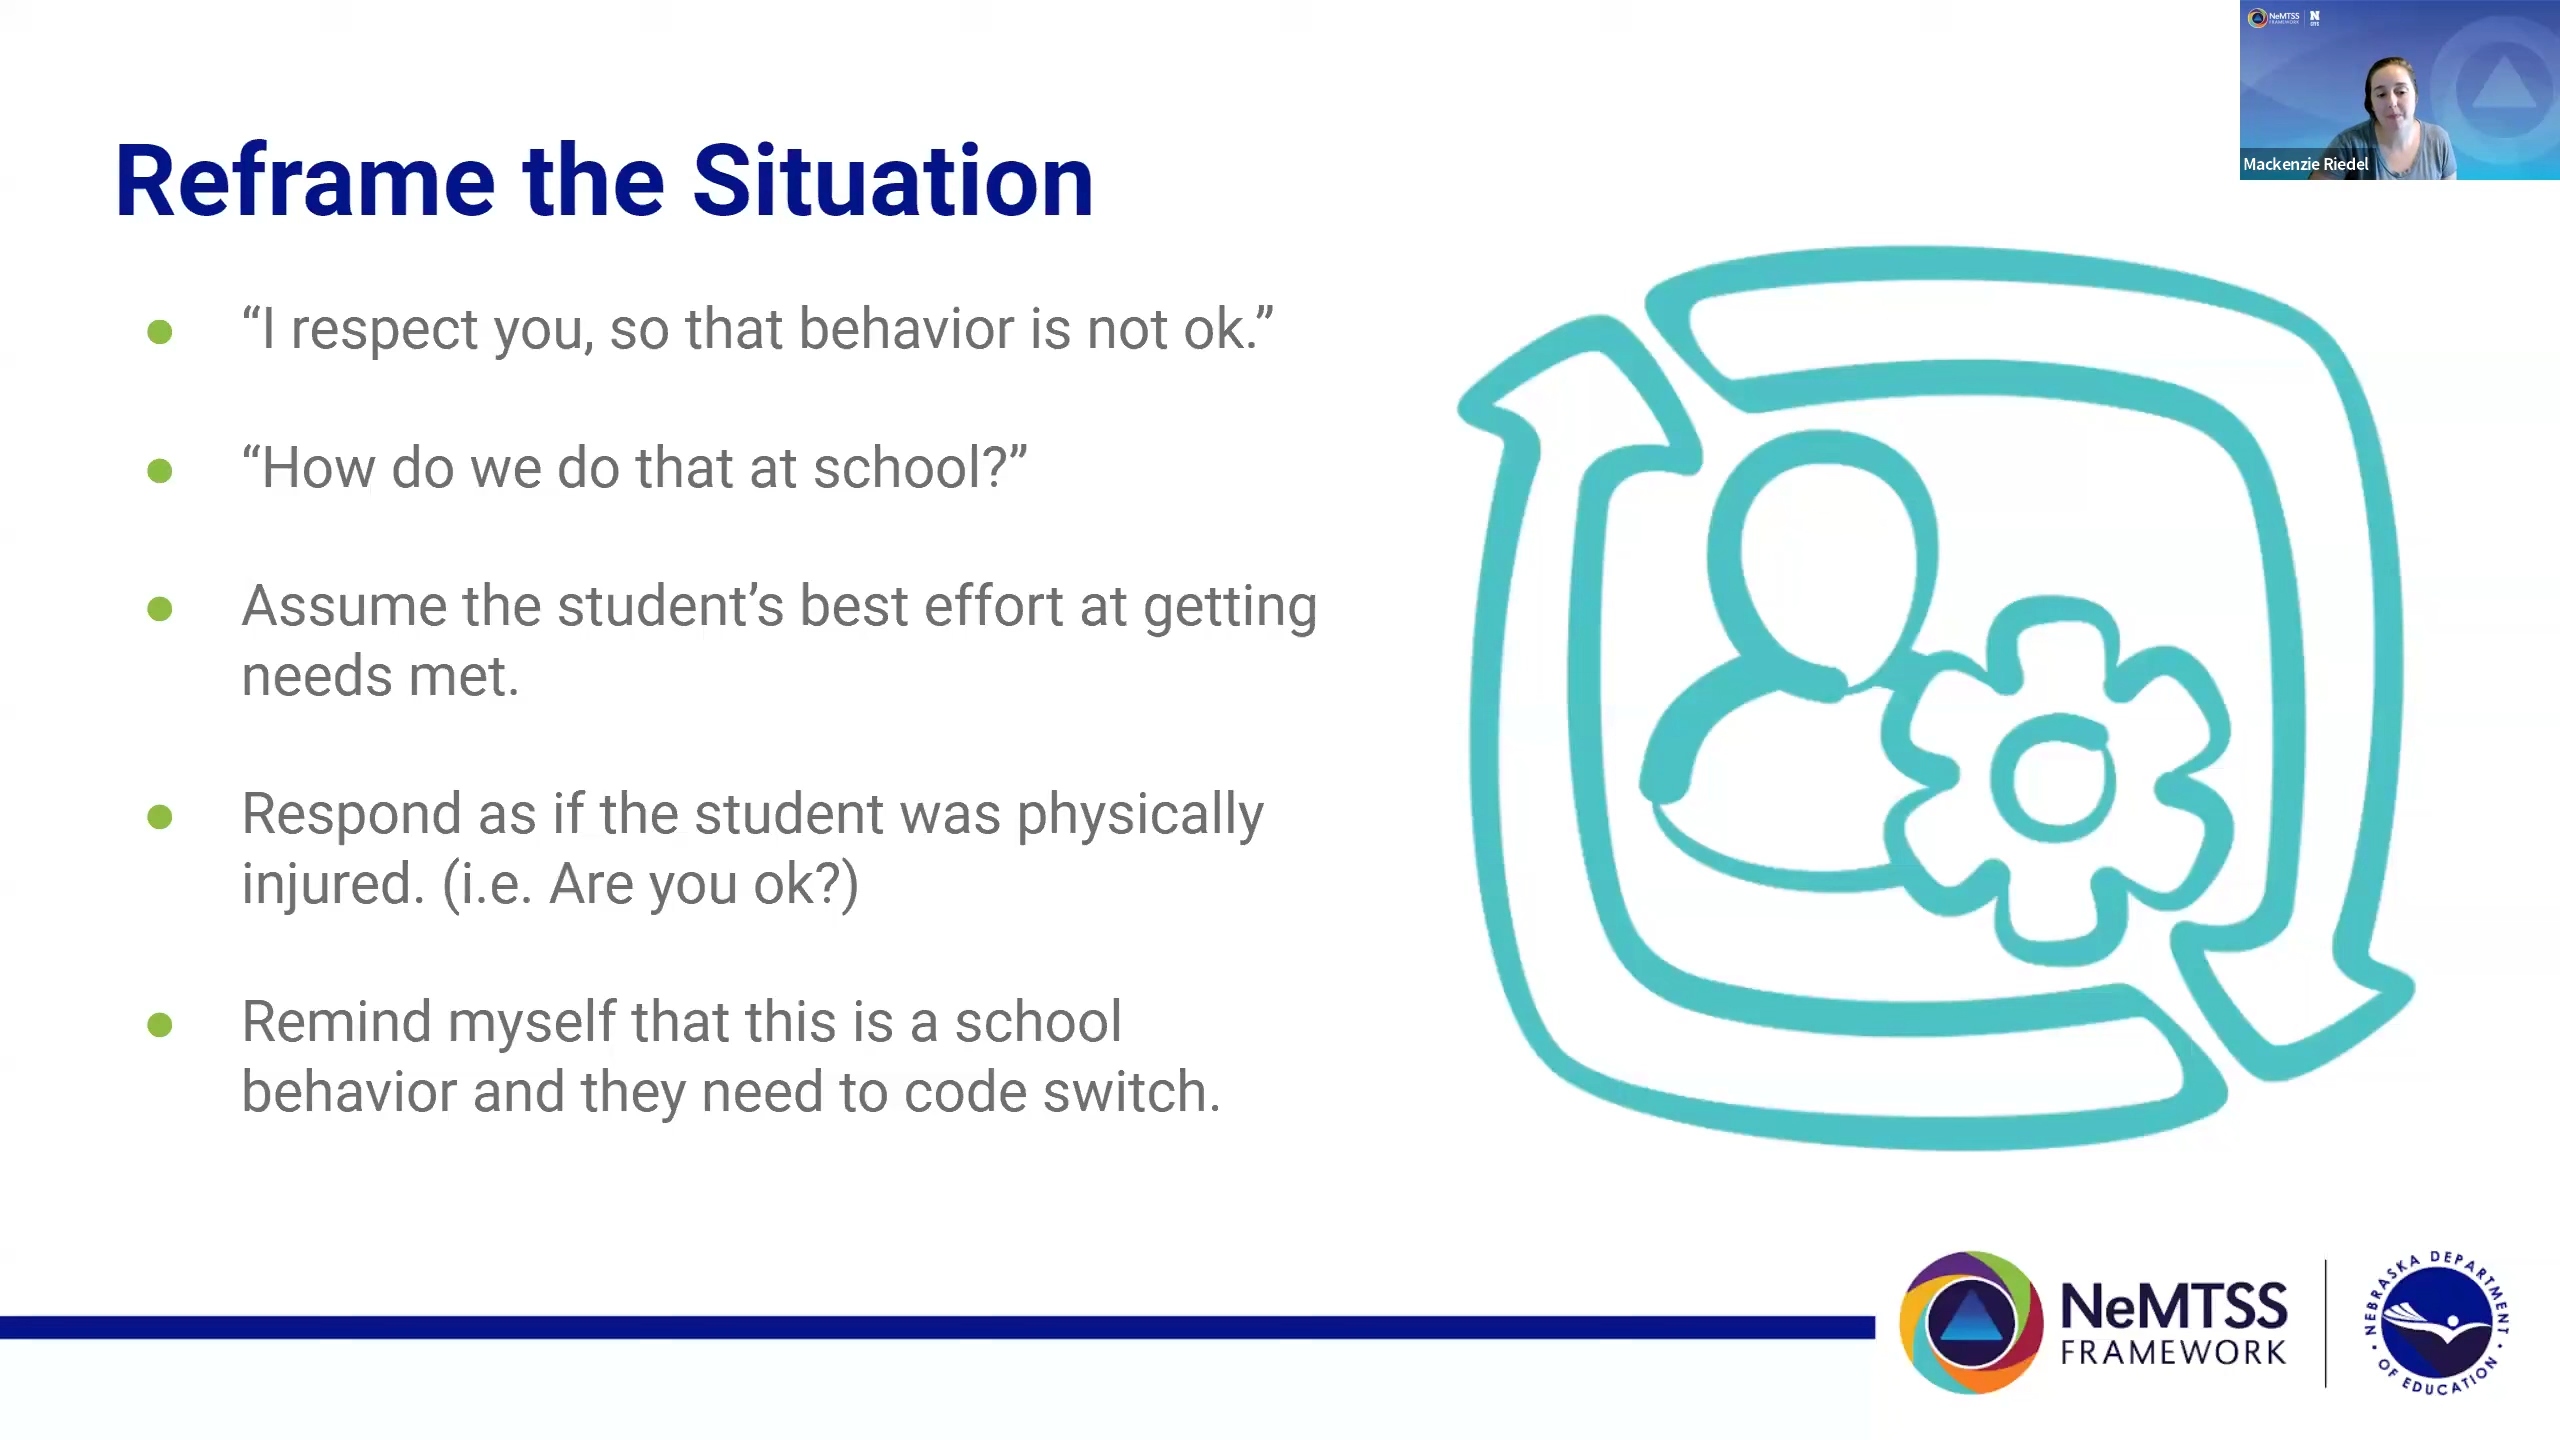 NeMTSS
FRAMEWORK
N
Mackenzie Riedel
Reframe the Situation
“I respect you, so that behavior is not ok.”
“How do we do that at school?”
Assume the student’s best effort at getting
needs met.
Respond as if the student was physically
injured. (i.e. Are you ok?)
Remind myself that this is a school
behavior and they need to code switch.
NeMTSS
FRAMEWORK
NEBRASKA DEPARTMENT
OF EDUCATION